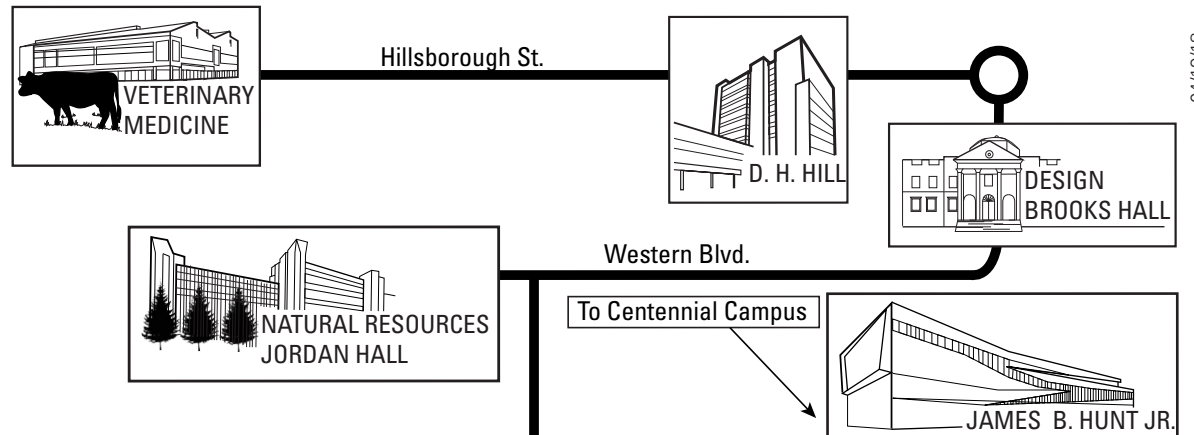 Hillsborough St.
VETERINARY
MEDICINE
D. H. HILL
DESIGN
BROOKS HALL
Western Blvd.
To Centennial Campus
NATURAL RESOURCES
JORDAN HALL
JAMES B. HUNT JR.